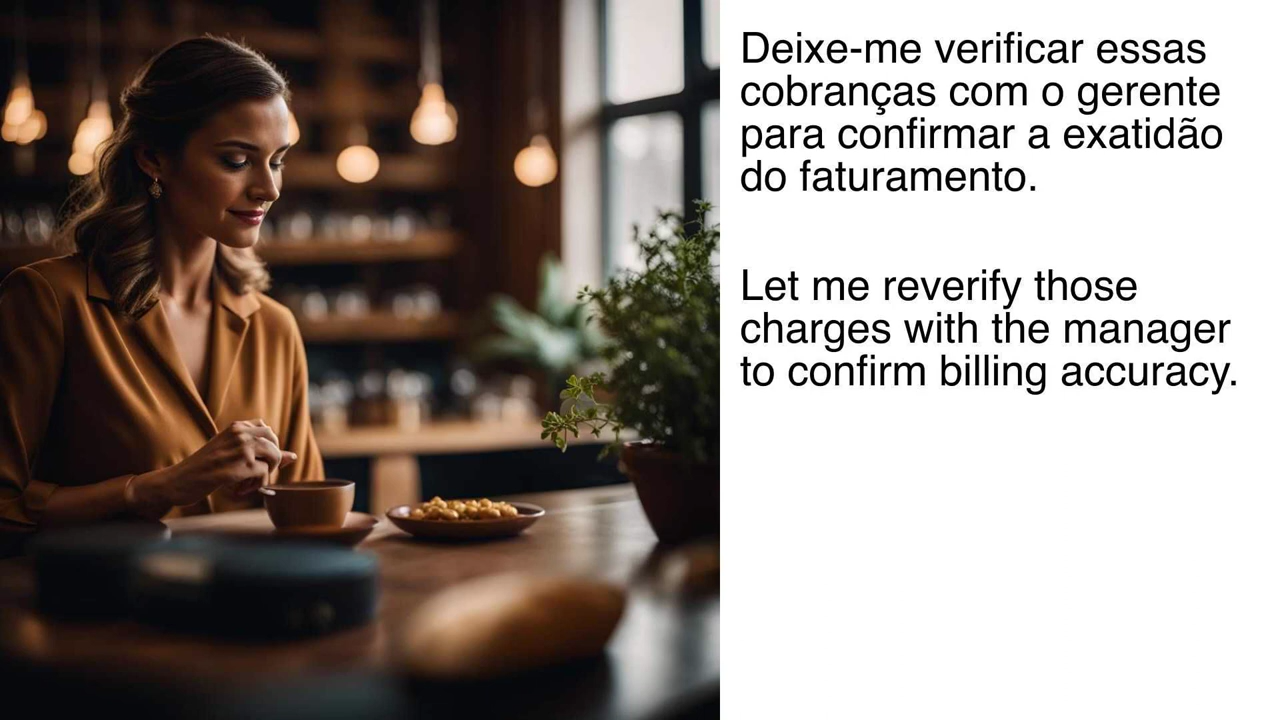 Deixe-me verificar essas
cobranças com o gerente
para confirmar a exatidão
do faturamento.
Let me reverify those
charges with the manager
to confirm billing accuracy.